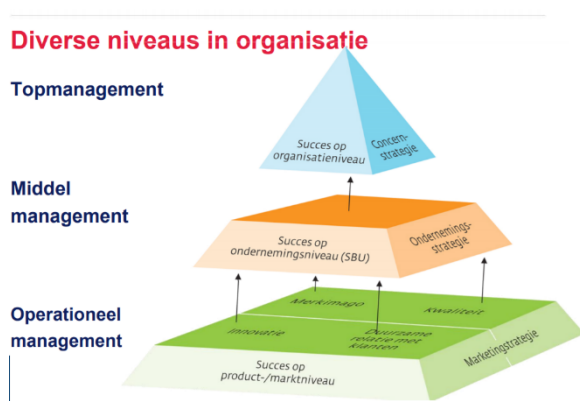 Diverse niveaus in organisatie
Topmanagement
Succes op
organisatieniveau
Concern-
strategie
Middel
management
Succes op
ondernemingsniveau (SBU)
Ondernemings-
strategie
Operationeel
management
Merkimago
Kwaliteit
Innovatie
Duurzame
relatie met
klanten
Succes op
product-/marktniveau
Marketingstrategie